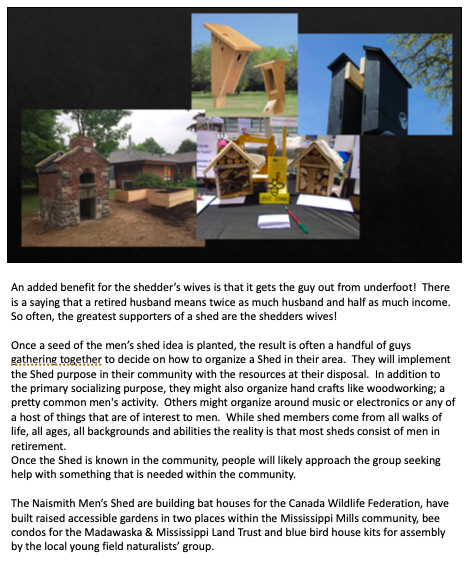 An added benefit for the shedder's wives is that it gets the guy out from underfoot!  There
is a saying that a retired husband means twice as much husband and half as much income.
So often, the greatest supporters of a shed are the shedders wives!
Once a seed of the men's shed idea is planted, the result is often a handful of guys
gathering together to decide on how to organize a Shed in their area.  They will implement
the Shed purpose in their community with the resources at their disposal.  In addition to
the primary socializing purpose, they might also organize hand crafts like woodworking; a
pretty common men's activity.  Others might organize around music or electronics or any of
a host of things that are of interest to men.  While shed members come from all walks of
life, all ages, all backgrounds and abilities the reality is that most sheds consist of men in
retirement.
Once the Shed is known in the community, people will likely approach the group seeking
help with something that is needed within the community.
The Naismith Men's Shed are building bat houses for the Canada Wildlife Federation, have
built raised accessible gardens in two places within the Mississippi Mills community, bee
condos for the Madawaska & Mississippi Land Trust and blue bird house kits for assembly
by the local young field naturalists' group.